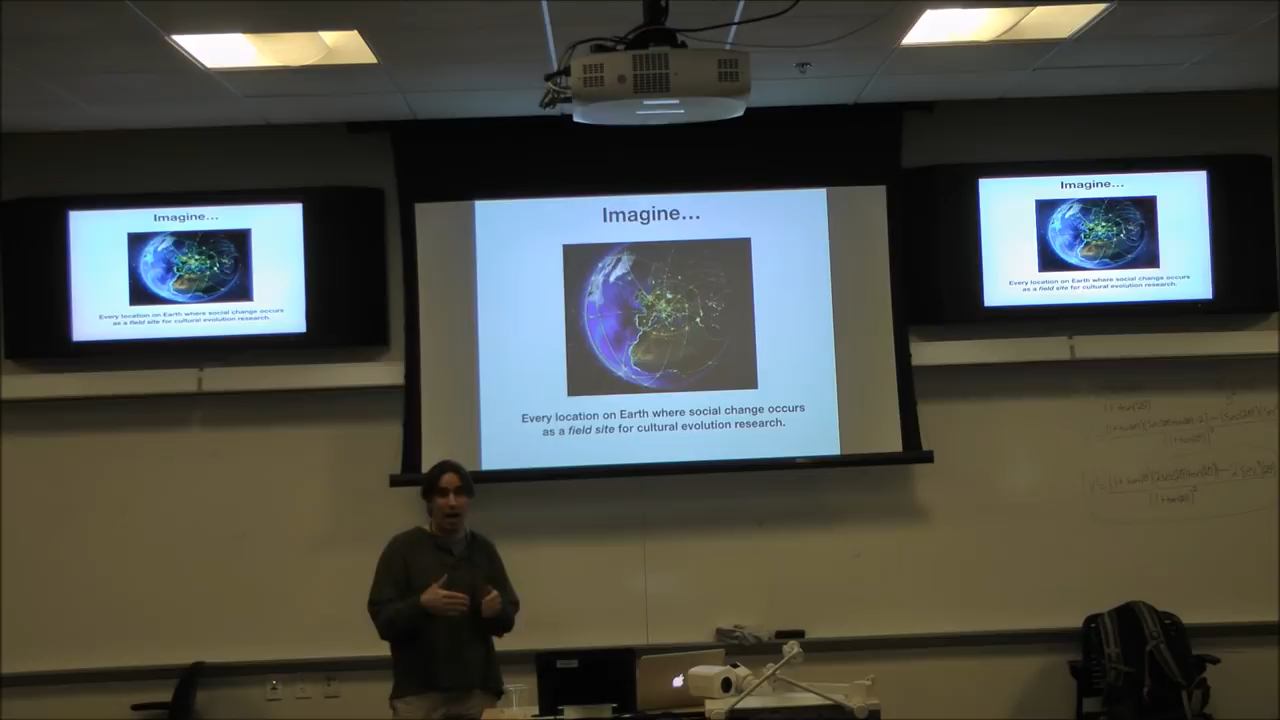 Imagine...
Every location on Earth where social change occurs
as a field site for cultural evolution research.
Imagine...
Every location on Earth where social change occurs
as a field site for cultural evolution research.
Imagine...
Every location on Earth where social change occurs
as a field site for cultural evolution research.